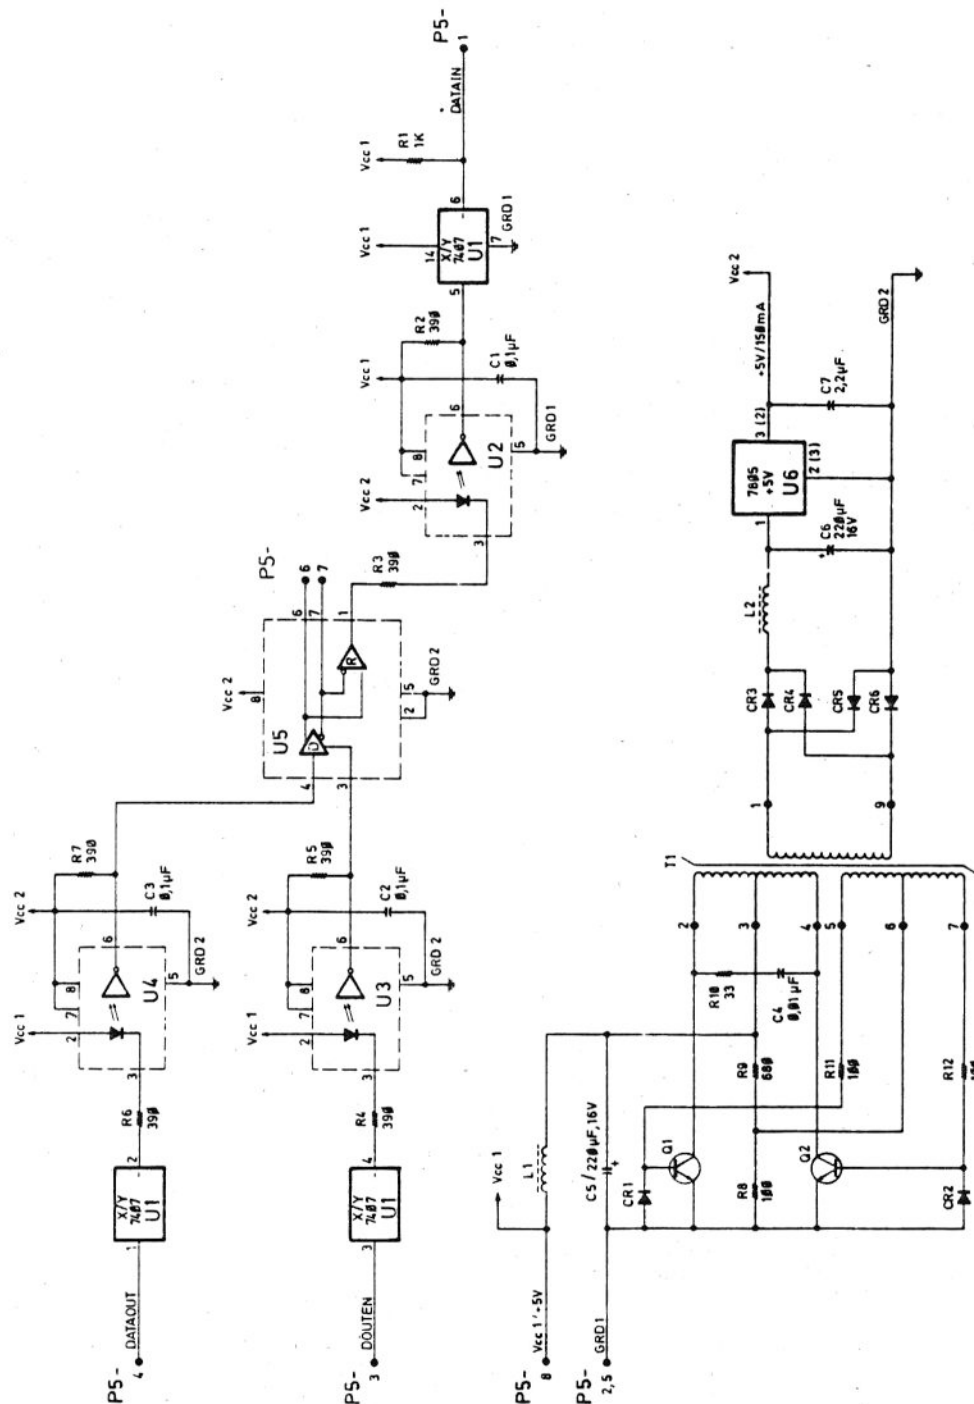 P5-
4
DATAOUT
1
X/Y
7407
U1
2
R6
390
3
Vcc 1
2
7
8
U4
6
5
GRD 2
Vcc 2
R7
390
C3
0,1µF
P5-
3
DOUTEN
3
X/Y
7407
U1
4
R4
390
3
Vcc 1
2
7
8
U3
6
5
GRD 2
Vcc 2
R5
390
C2
0,1µF
4
3
U5
D
R
Vcc 2
8
2
5
GRD 2
6
7
1
P5-
6
7
R3
390
3
Vcc 2
2
7
8
U2
6
5
GRD1
Vcc 1
R2
390
C1
0,1µF
5
Vcc 1
14
X/Y
7407
U1
7
GRD1
6
Vcc 1
R1
1K
DATAIN
P5-
1
P5-
8
Vcc 1'+5V
Vcc 1
L1
P5-
2,5
GRD1
C5/220µF,16V
+
CR1
Q1
R8
100
R9
680
Q2
CR2
R10
33
C4
0,01µF
R11
100
R12
2
3
4
5
6
7
T1
1
9
CR3
CR4
CR5
CR6
L2
+
C6
220µF
16V
1
7805
+5V
U6
3 (2)
2 (3)
C7
2,2µF
+5V/150mA
Vcc 2
GRD 2